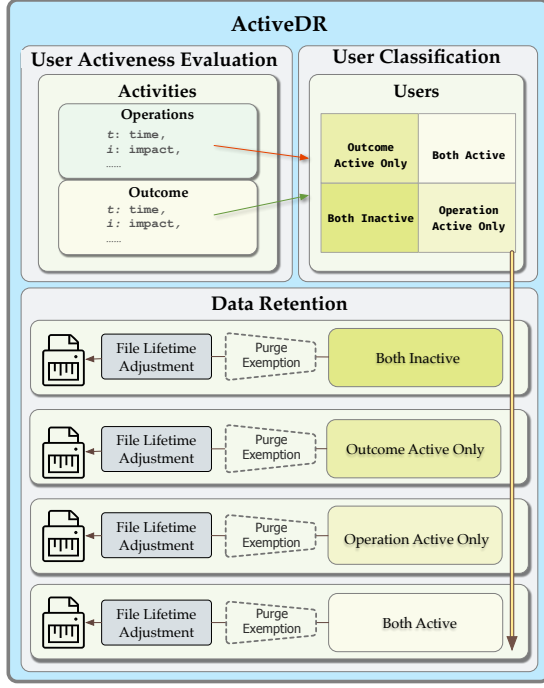 ActiveDR
User Activeness Evaluation
Activities
Operations
t: time,
i: impact,
......
Outcome
t: time,
i: impact,
......
User Classification
Users
Outcome
Active Only
Both Active
Both Inactive
Operation
Active Only
Data Retention
File Lifetime
Adjustment
Purge
Exemption
Both Inactive
File Lifetime
Adjustment
Purge
Exemption
Outcome Active Only
File Lifetime
Adjustment
Purge
Exemption
Operation Active Only
File Lifetime
Adjustment
Purge
Exemption
Both Active